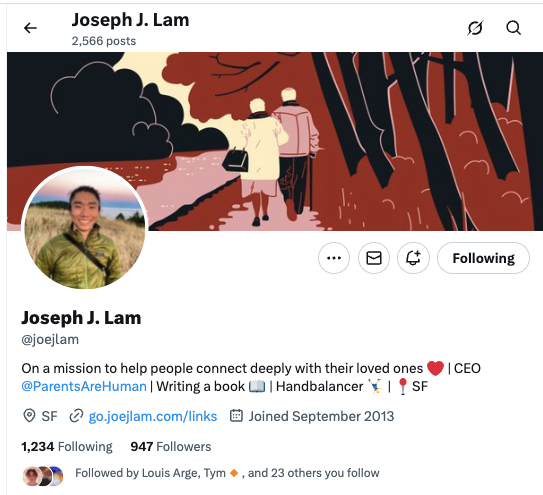 Joseph J. Lam
2,566 posts
Following
Joseph J. Lam
@joejlam
On a mission to help people connect deeply with their loved ones ❤️ | CEO
@ParentsAreHuman | Writing a book 📖 | Handbalancer 🤸 | 📍SF
SF go.joejlam.com/links Joined September 2013
1,234 Following 947 Followers
Followed by Louis Arge, Tym 🔸, and 23 others you follow